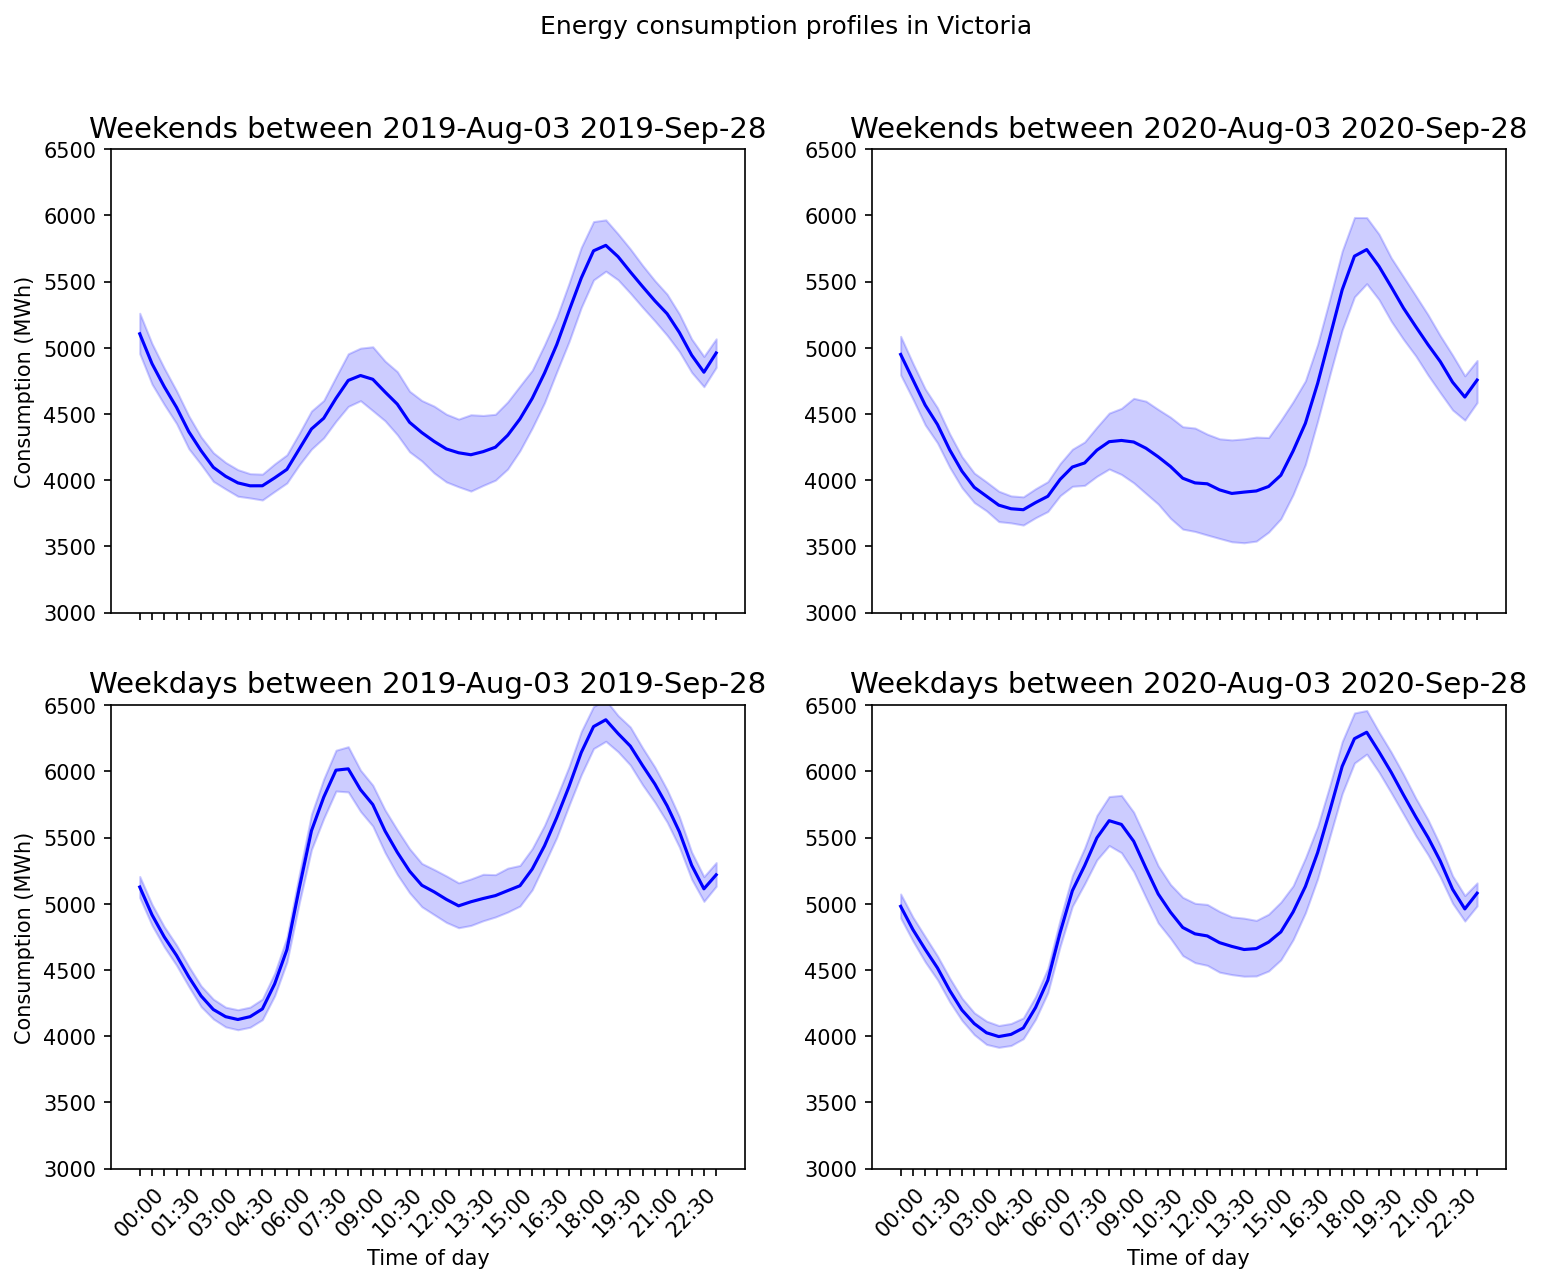 Energy consumption profiles in Victoria
Weekends between 2019-Aug-03 2019-Sep-28
Consumption (MWh)
6500
6000
5500
5000
4500
4000
3500
3000
Weekends between 2020-Aug-03 2020-Sep-28
6500
6000
5500
5000
4500
4000
3500
3000
Weekdays between 2019-Aug-03 2019-Sep-28
Consumption (MWh)
6500
6000
5500
5000
4500
4000
3500
3000
00:00 01:30 03:00 04:30 06:00 07:30 09:00 10:30 12:00 13:30 15:00 16:30 18:00 19:30 21:00 22:30
Time of day
Weekdays between 2020-Aug-03 2020-Sep-28
6500
6000
5500
5000
4500
4000
3500
3000
00:00 01:30 03:00 04:30 06:00 07:30 09:00 10:30 12:00 13:30 15:00 16:30 18:00 19:30 21:00 22:30
Time of day